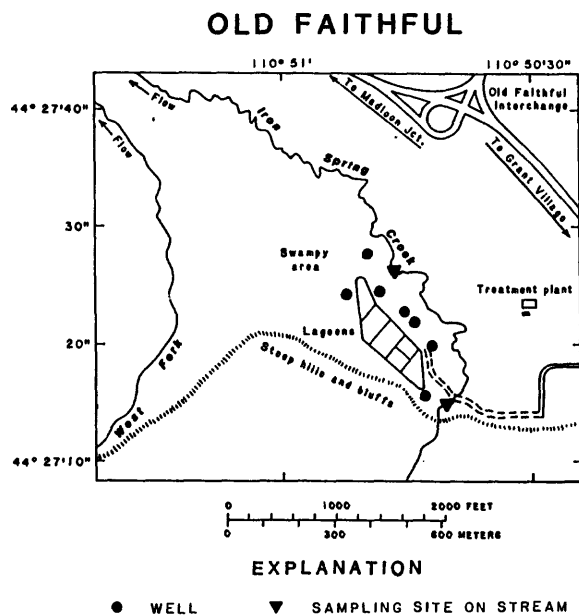 OLD FAITHFUL
110° 51' 110° 50' 30"
44° 27' 40"
Flow
Flow
Iron
Spring
Creek
To Madison Jct.
Old Faithful
Interchange
To Grant Village
30"
Swampy
area
Treatment plant
Lagoons
20"
Steep hills and bluffs
West Fork
44° 27' 10"
0 1000 2000 FEET
0 300 600 METERS
EXPLANATION
WELL SAMPLING SITE ON STREAM